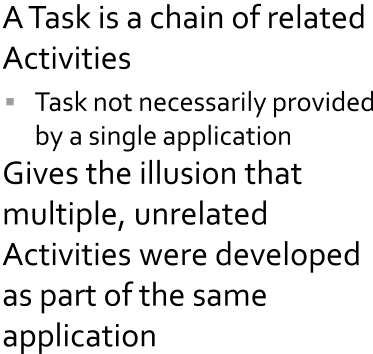 A Task is a chain of related
Activities
▪ Task not necessarily provided
by a single application
Gives the illusion that
multiple, unrelated
Activities were developed
as part of the same
application